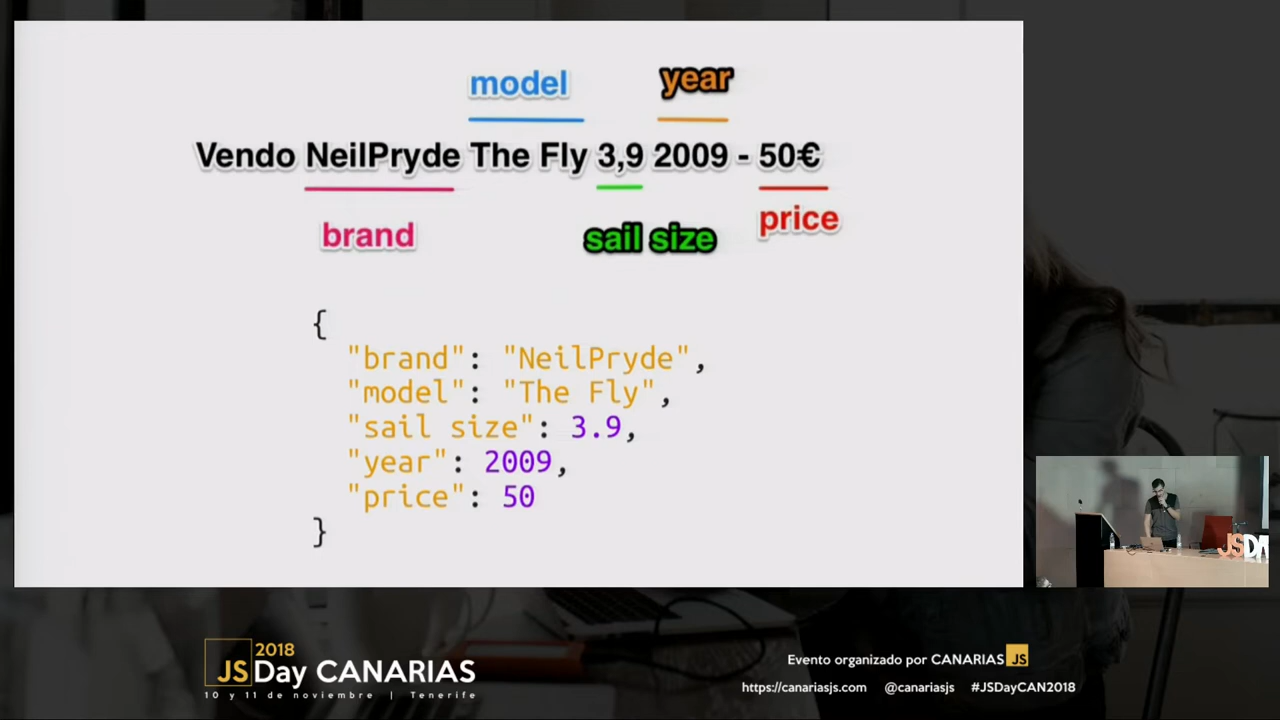 model
year
Vendo NeilPryde The Fly 3,9 2009 - 50€
brand
sail size
price
{
"brand": "NeilPryde",
"model": "The Fly",
"sail size": 3.9,
"year": 2009,
"price": 50
}
JSDA
2018
JSDay CANARIAS
10 y 11 de noviembre | Tenerife
Evento organizado por CANARIAS JS
https://canariasjs.com @canariasjs #JSDayCAN2018